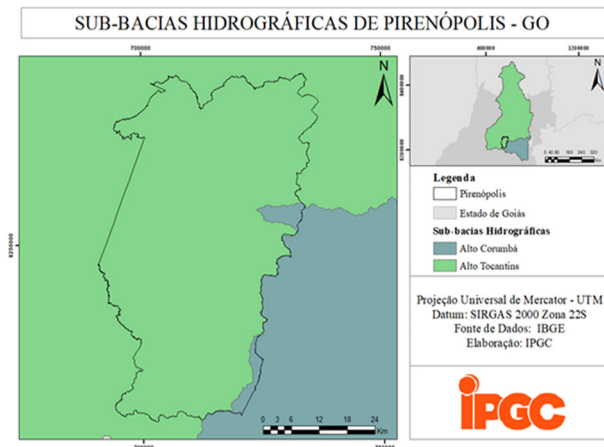 SUB-BACIAS HIDROGRÁFICAS DE PIRENÓPOLIS - GO
700000
750000
N
8250000
0 3 6 12 18 24
Km
N
Legenda
Pirenópolis
Estado de Goiás
Sub-bacias Hidrográficas
Alto Corumbá
Alto Tocantins
Projeção Universal de Mercator - UTM
Datum: SIRGAS 2000 Zona 22S
Fonte de Dados: IBGE
Elaboração: IPGC
IPGC